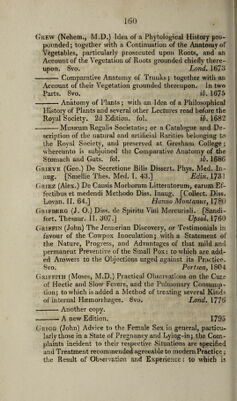 160
GREW (Nehem., M.D.) Idea of a Phytological History pro-
pounded; together with a Continuation of the Anatomy of
Vegetables, particularly prosecuted upon Roots, and an
Account of the Vegetation of Roots grounded chiefly there-
upon. 8vo. Lond. 1673
——— Comparative Anatomy of Trunks; together with an
Account of their Vegetation grounded thereupon. In two
Parts. 8vo. ib. 1675
——— Anatomy of Plants; with an Idea of a Philosophical
History of Plants and several other Lectures read before the
Royal Society. 2d Edition. fol. ib. 1682
——— Museum Regalis Societatis; or a Catalogue and De-
scription of the natural and artificial Rarities belonging to
the Royal Society, and preserved at Gresham College;
whereunto is subjoined the Comparative Anatomy of the
Stomach and Guts. fol. ib. 1686
GRIEVE (Geo.) De Secretione Bilis Dissert. Phys. Med. In-
aug. [Smellie Thes. Med. I. 43.] Edin. 1731
GRIEZ (Alex.) De Causis Morborum Litteratorum, earum Ef-
fectibus et medendi Methodo Diss. Inaug. [Collect. Diss.
Lovan. II. 64.] Hanno Montanus, 1780
GRIFBERG (J. O.) Diss. de Spiritu Vini Mercuriali. [Sandi-
fort. Thesaur. II. 307.] Upsal. 1760
GRIFFIN (John) The Jennerian Discovery, or Testimonials in
favour of the Cowpox Inoculation; with a Statement of
the Nature, Progress, and Advantages of that mild and
permanent Preventive of the Small Pox: to which are add-
ed Answers to the Objections urged against its Practice.
8vo. Portsea, 1804
GRIFFITH (Moses, M.D.) Practical Observations on the Cure
of Hectic and Slow Fevers, and the Pulmonary Consump-
tion; to which is added a Method of treating several Kinds
of internal Hæmorrhages. 8vo. Lond. 1776
——— Another copy.
——— A new Edition. 1795
GRIGG (John) Advice to the Female Sex in general, particu-
larly those in a State of Pregnancy and Lying-in; the Com-
plaints incident to their respective Situations are specified
and Treatment recommended agreeable to modern Practice;
the Result of Observation and Experience: to which is